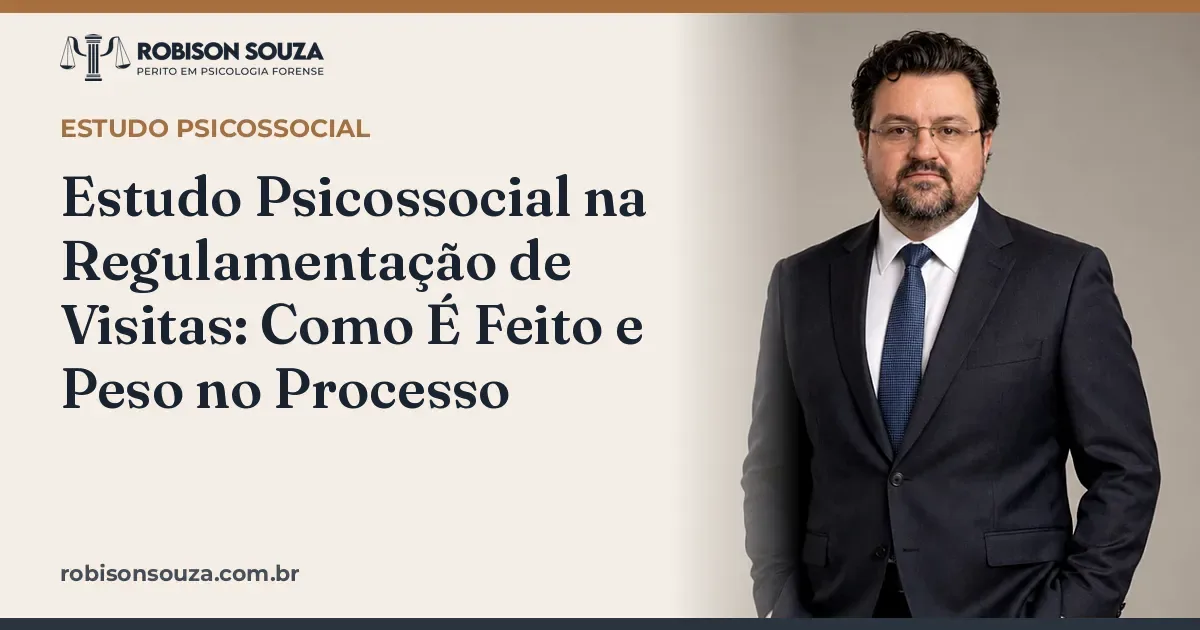 ROBISON SOUZA
PERITO EM PSICOLOGIA FORENSE
ESTUDO PSICOSSOCIAL
Estudo Psicossocial na
Regulamentação de
Visitas: Como É Feito e
Peso no Processo
robisonsouza.com.br